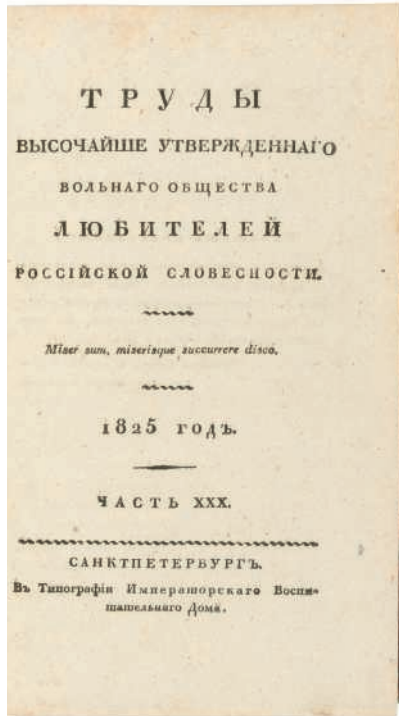 ТРУДЫ
ВЫСОЧАЙШЕ УТВЕРЖДЕННАГО
ВОЛЬНАГО ОБЩЕСТВА
ЛЮБИТЕЛЕЙ
РОССІЙСКОЙ СЛОВЕСНОСТИ.
Miser sum, miserisque succurrere disco.
1825 годъ.
ЧАСТЬ XXX.
САНКТПЕТЕРБУРГЪ.
Въ Типографіи Императорскаго Воспи-
тательнаго Дома.